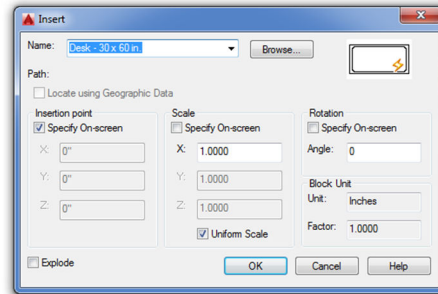 Insert
Name: Desk - 30 x 60 in. Browse...
Path:
Locate using Geographic Data
Insertion point Scale Rotation
Specify On-screen Specify On-screen Specify On-screen
X: 0" X: 1.0000 Angle: 0
Y: 0" Y: 1.0000
Block Unit
Z: 0" Z: 1.0000 Unit: Inches
Uniform Scale Factor: 1.0000
Explode OK Cancel Help